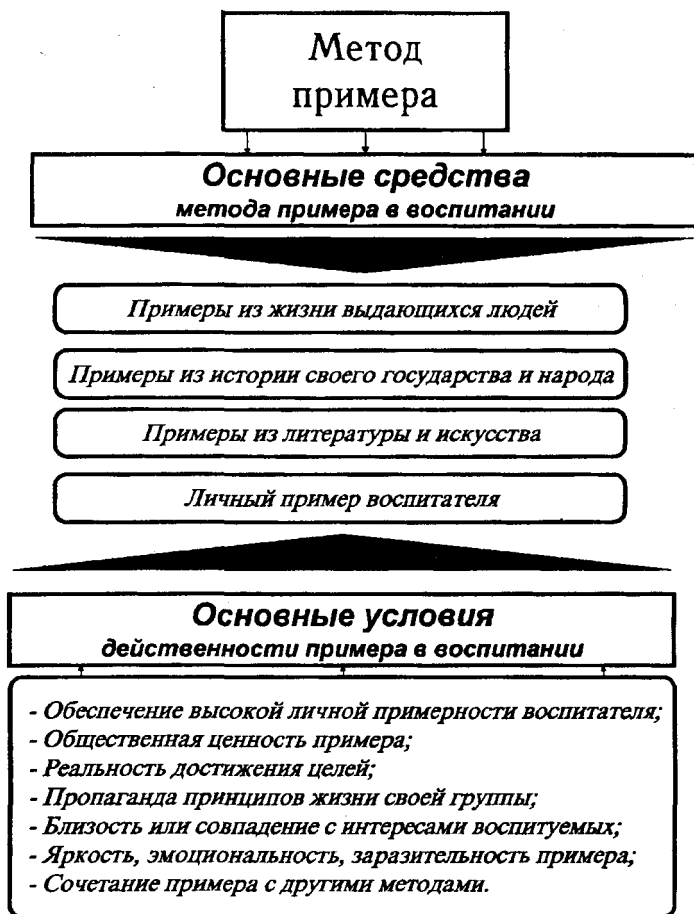 Метод
примера
Основные средства
метода примера в воспитании
Примеры из жизни выдающихся людей
Примеры из истории своего государства и народа
Примеры из литературы и искусства
Личный пример воспитателя
Основные условия
действенности примера в воспитании
- Обеспечение высокой личной примерности воспитателя;
- Общественная ценность примера;
- Реальность достижения целей;
- Пропаганда принципов жизни своей группы;
- Близость или совпадение с интересами воспитуемых;
- Яркость, эмоциональность, заразительность примера;
- Сочетание примера с другими методами.